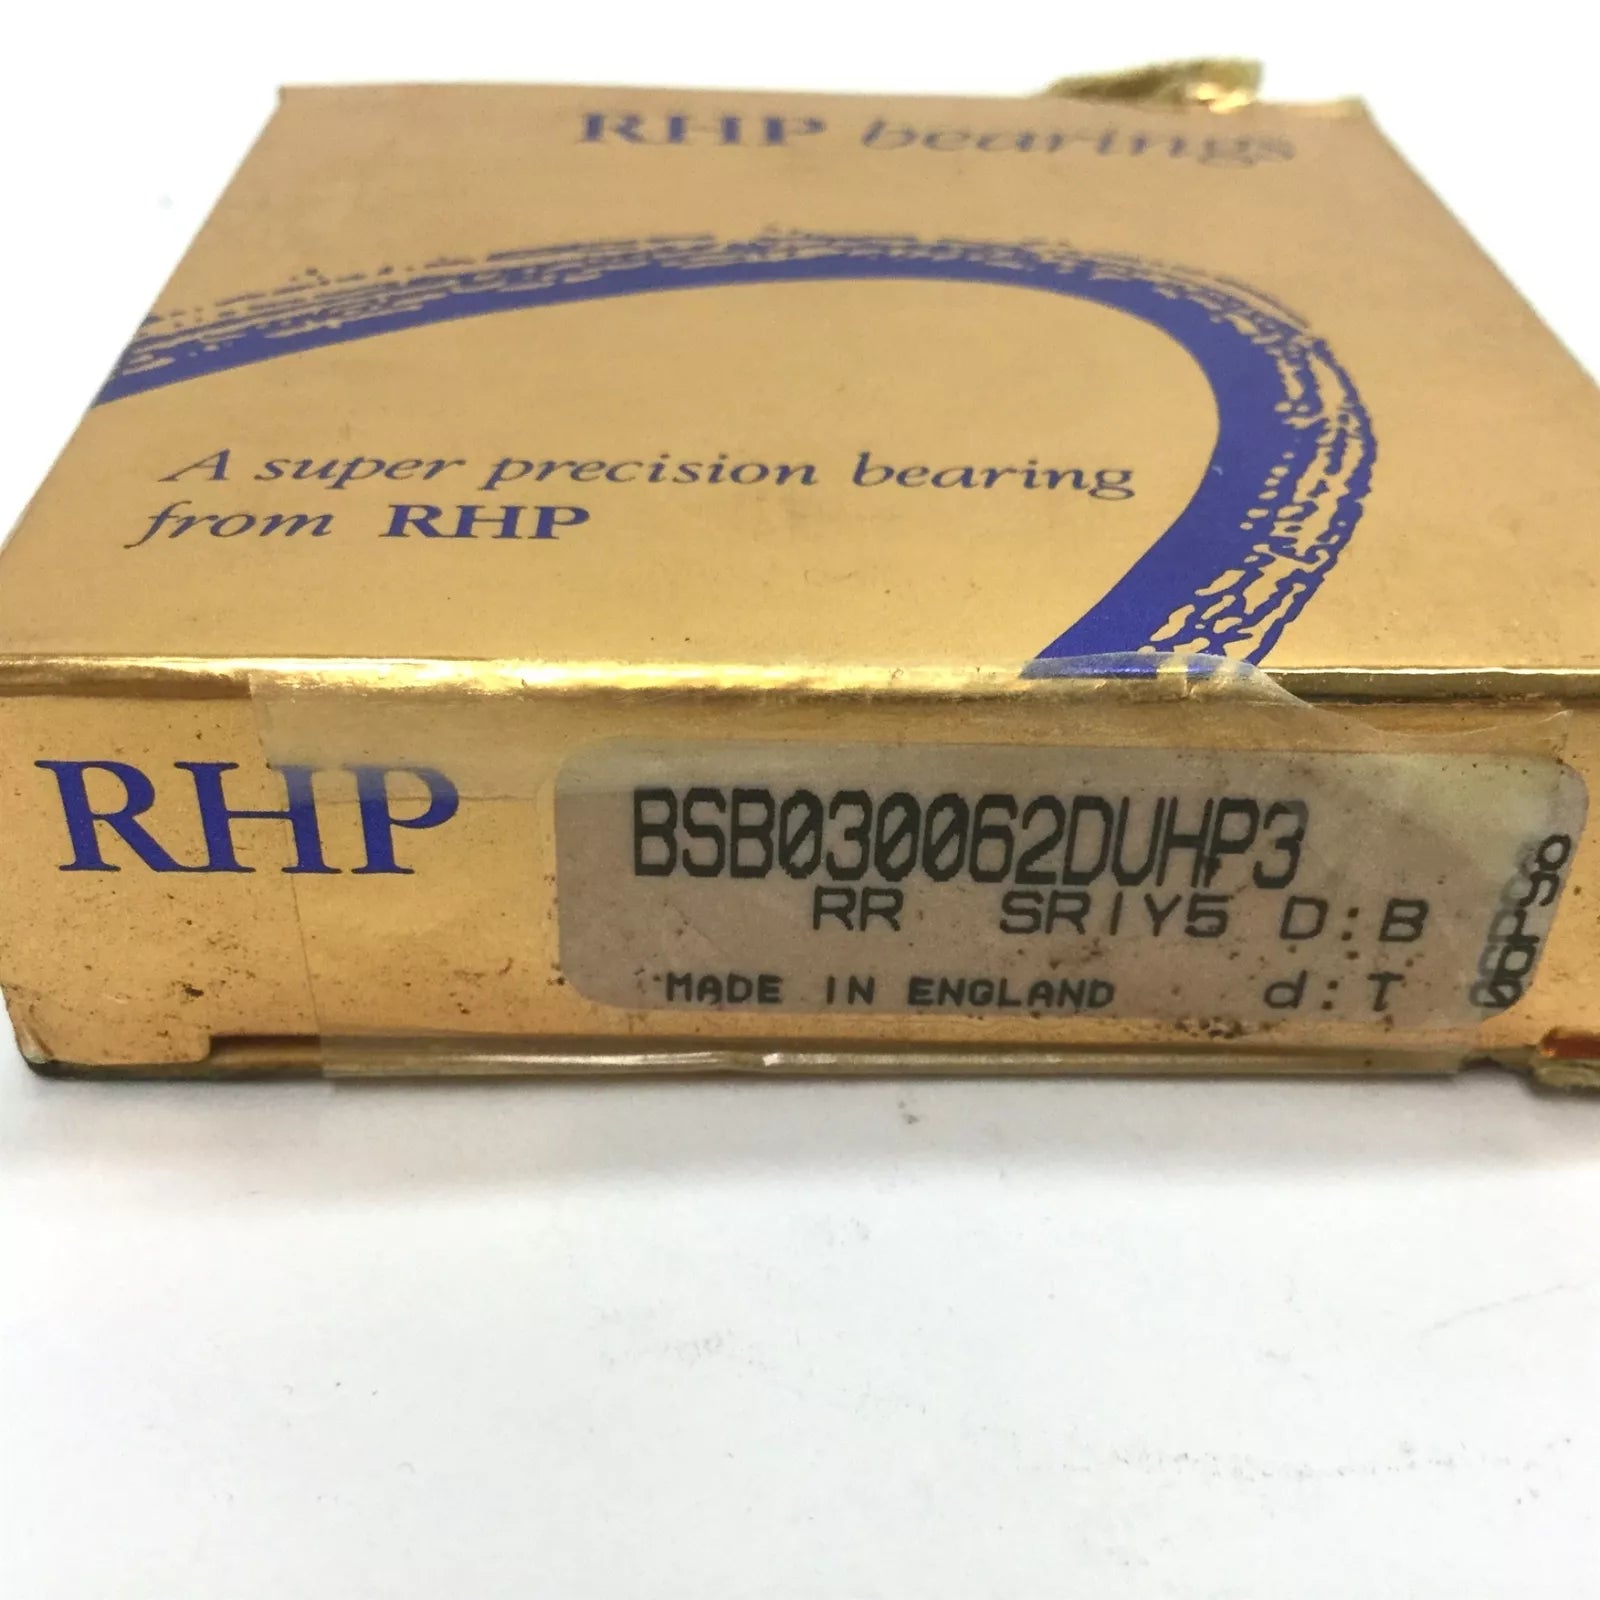 RHP bearings
A super precision bearing
from RHP
RHP
BSB030062DUHP3
RR SRIY5 D:B
MADE IN ENGLAND d:T